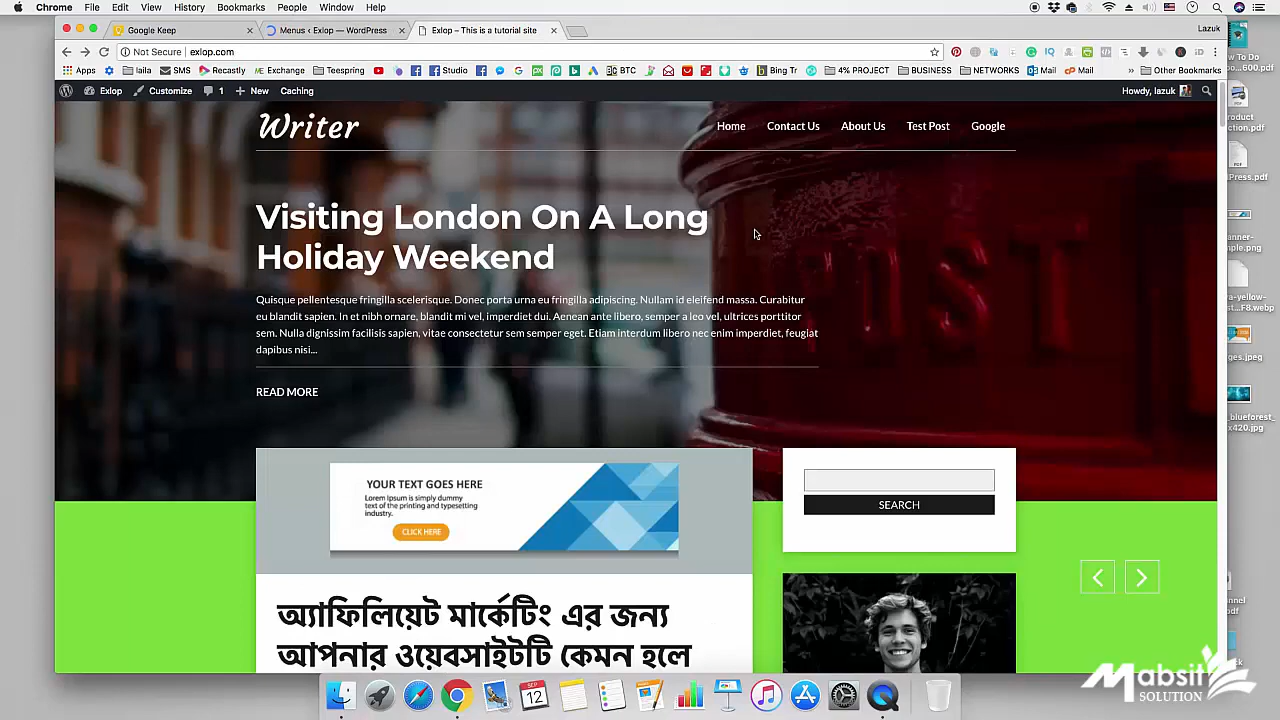 Chrome File Edit View History Bookmarks People Window Help
Google Keep
Menus ‹ Exlop — WordPress
Exlop – This is a tutorial site
Lazuk
Not Secure | exlop.com
Apps laila SMS Recastly Exchange Teespring Studio BTC Bing 4% PROJECT BUSINESS NETWORKS Mail Mail » Other Bookmarks
Exlop Customize 1 New Caching
Howdy, lazuk
Writer
Home Contact Us About Us Test Post Google
Visiting London On A Long
Holiday Weekend
Quisque pellentesque fringilla scelerisque. Donec porta urna eu fringilla adipiscing. Nullam id eleifend massa. Curabitur
eu blandit sapien. In et nibh ornare, blandit mi vel, imperdiet dui. Aenean ante libero, semper a leo vel, ultrices porttitor
sem. Nulla dignissim facilisis sapien, vitae consectetur sem semper eget. Etiam interdum libero nec enim imperdiet, feugiat
dapibus nisi...
READ MORE
POST
YOUR TEXT GOES HERE
Lorem Ipsum is simply dummy
text of the printing and typesetting
industry.
CLICK HERE
SEARCH
অ্যাফিলিয়েট মার্কেটিং এর জন্য
আপনার ওয়েবসাইটটি কেমন হলে
SEP
12
Mabsit
SOLUTION